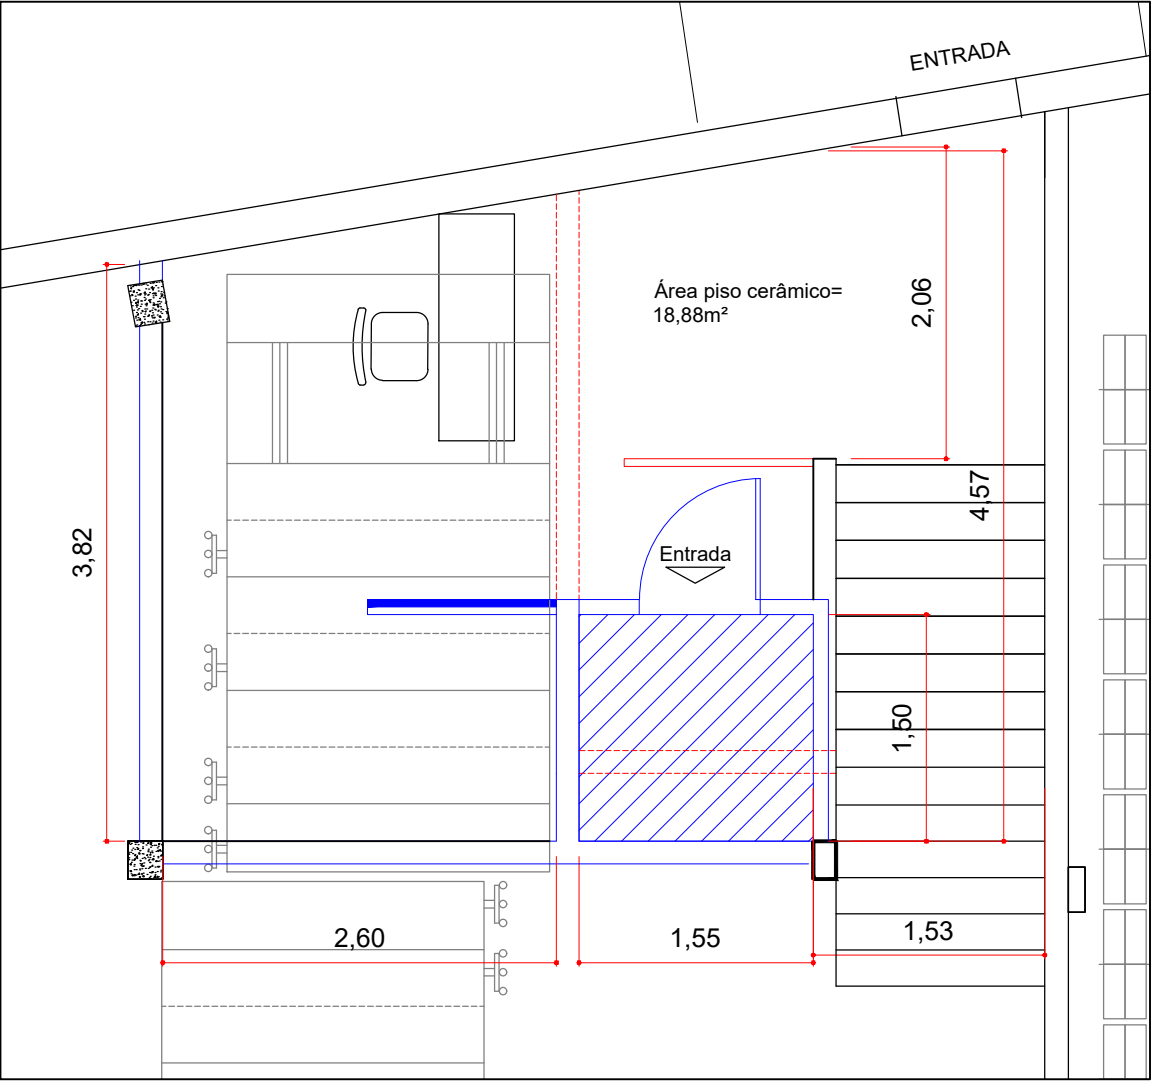 ENTRADA
Área piso cerâmico=
18,88m²
2,06
4,57
3,82
Entrada
1,50
2,60
1,55
1,53